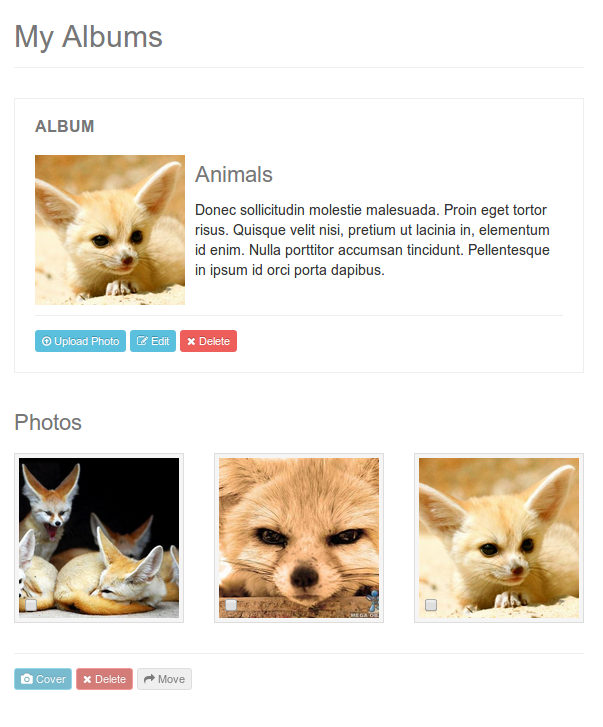 My Albums
ALBUM
Animals
Donec sollicitudin molestie malesuada. Proin eget tortor
risus. Quisque velit nisi, pretium ut lacinia in, elementum
id enim. Nulla porttitor accumsan tincidunt. Pellentesque
in ipsum id orci porta dapibus.
Upload Photo Edit Delete
Photos
Cover Delete Move